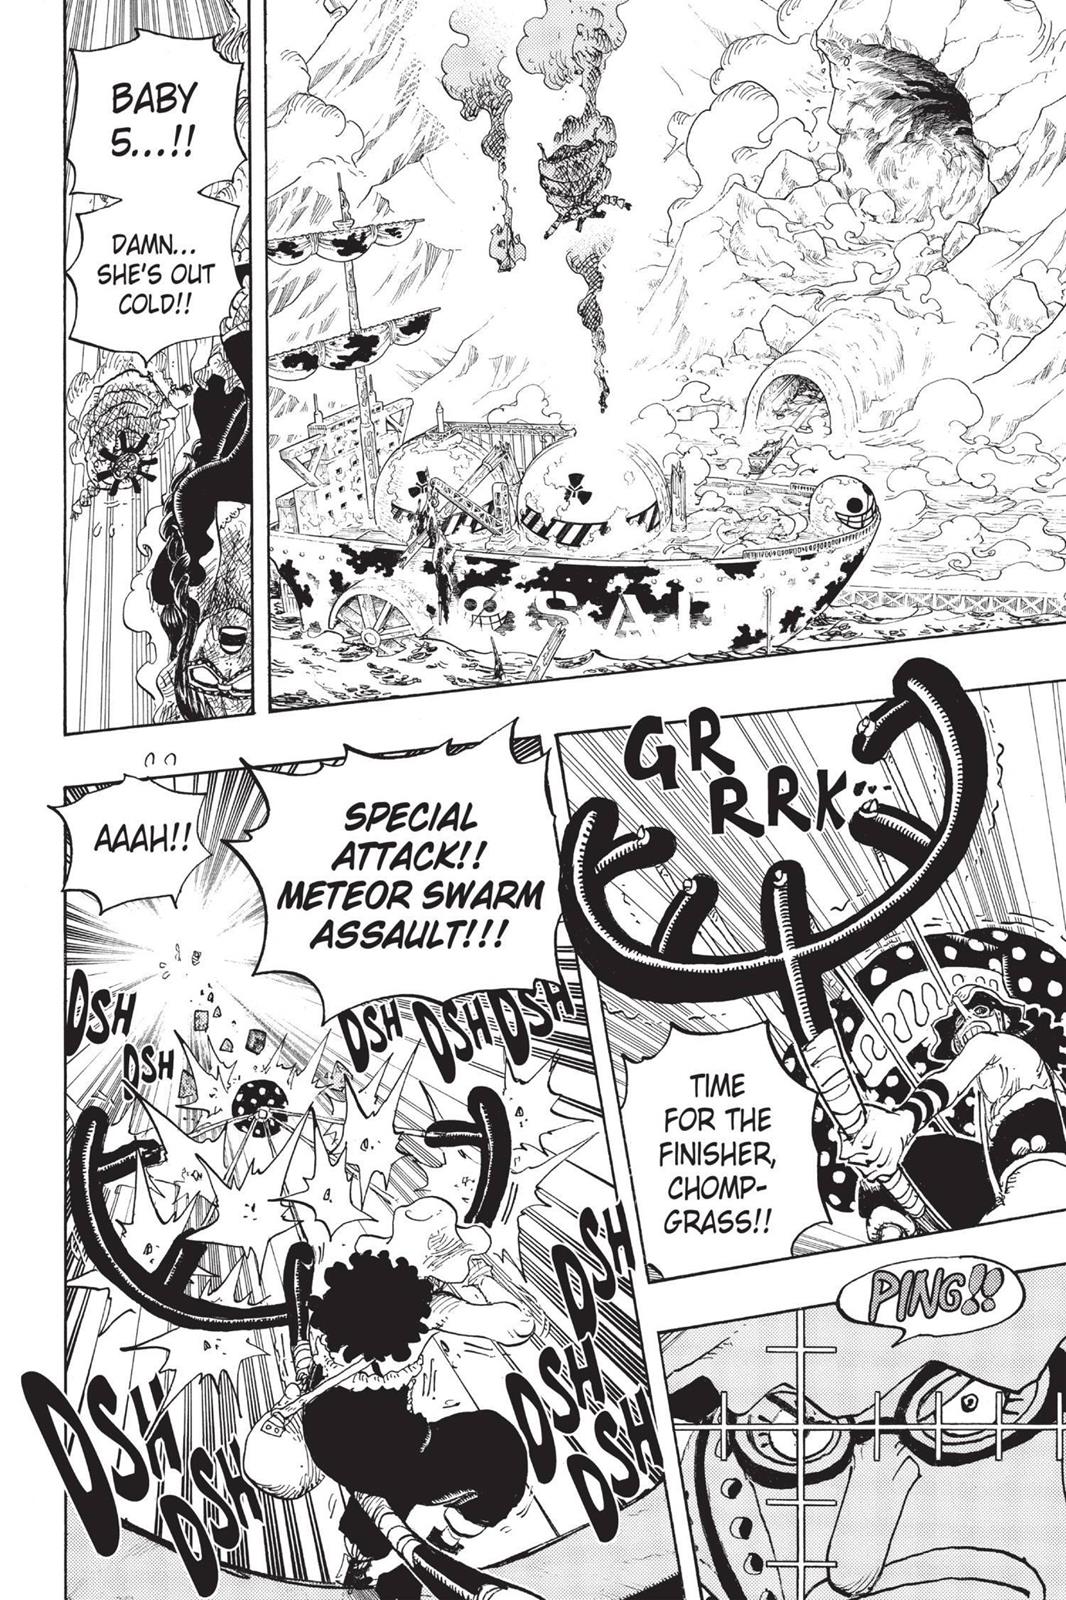 SAD
BABY
5...!!
DAMN...
SHE'S OUT
COLD!!
GR
RRK...
TIME
FOR THE
FINISHER,
CHOMP-
GRASS!!
SPECIAL
ATTACK!!
METEOR SWARM
ASSAULT!!!
AAAH!!
DSH
DSH
DSH
DSH
DSH
DSH
DSH
DSH
DSH
DSH
PING!!